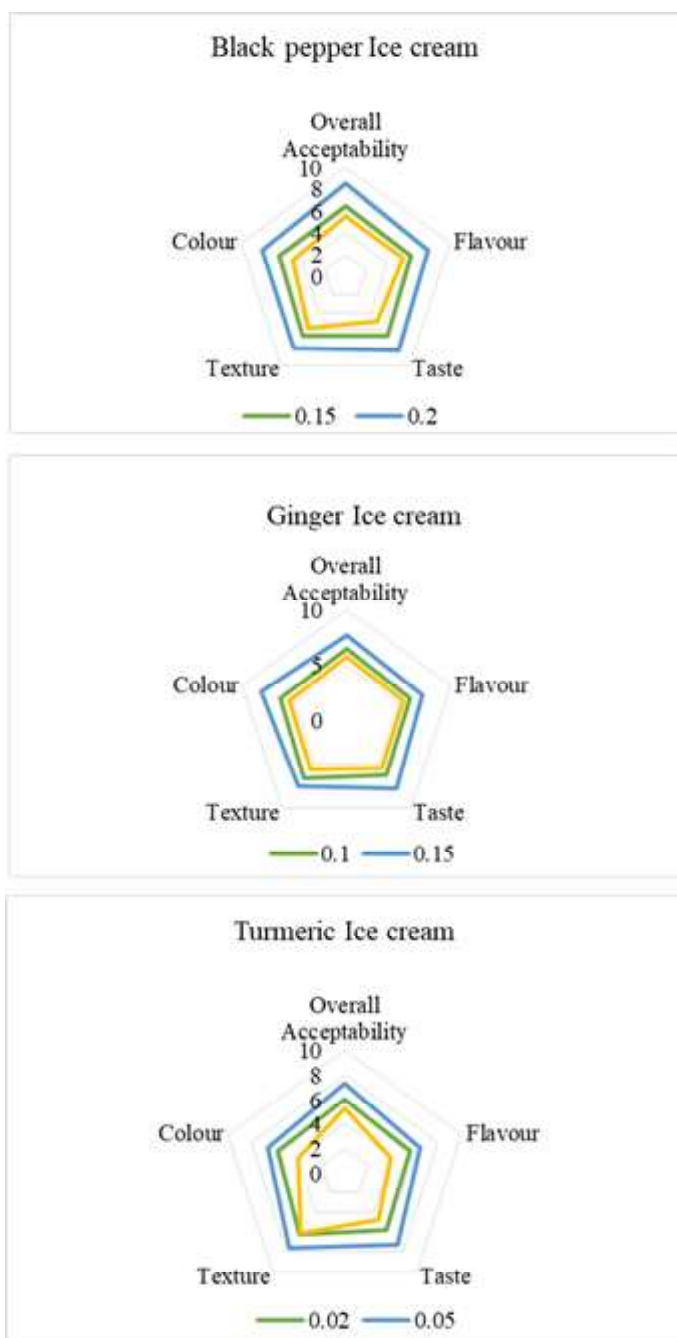 Black pepper Ice cream
Overall
Acceptability
10
8
6
4
2
0
Colour
Flavour
Texture
Taste
0.15 0.2
Ginger Ice cream
Overall
Acceptability
10
5
0
Colour
Flavour
Texture
Taste
0.1 0.15
Turmeric Ice cream
Overall
Acceptability
10
8
6
4
2
0
Colour
Flavour
Texture
Taste
0.02 0.05